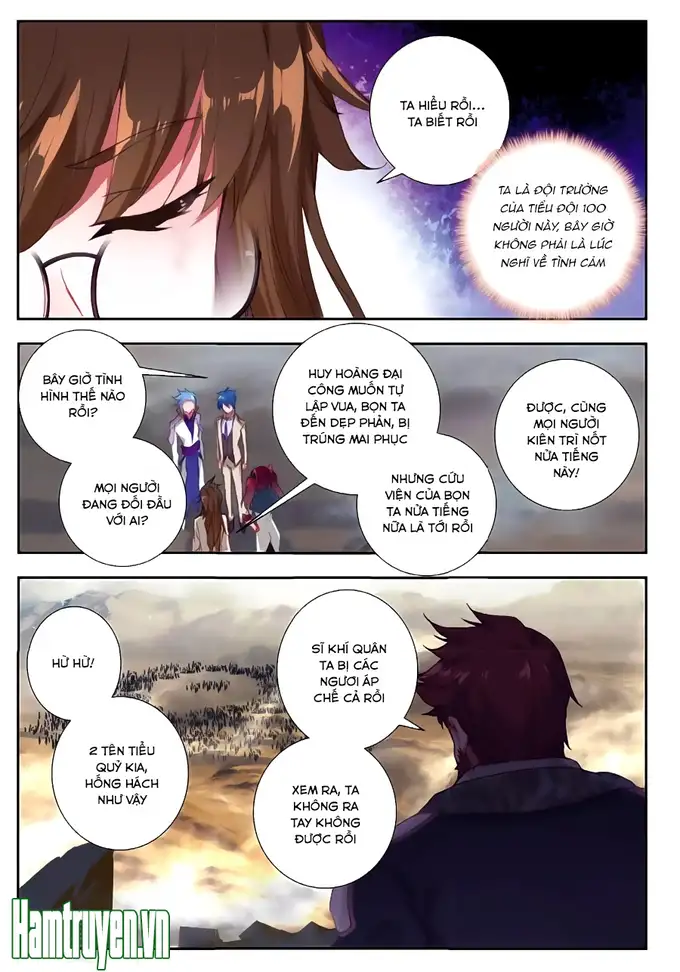 TA HIỂU RỒI...
TA BIẾT RỒI
TA LÀ ĐỘI TRƯỞNG
CỦA TIỂU ĐỘI 100
NGƯỜI NÀY, BÂY GIỜ
KHÔNG PHẢI LÀ LÚC
NGHĨ VỀ TÌNH CẢM
BÂY GIỜ TÌNH
HÌNH THẾ NÀO
RỒI?
MỌI NGƯỜI
ĐANG ĐỐI ĐẦU
VỚI AI?
HUY HOÀNG ĐẠI
CÔNG MUỐN TỰ
LẬP VUA, BỌN TA
ĐẾN DẸP PHẢN, BỊ
TRÚNG MAI PHỤC
NHƯNG CỨU
VIỆN CỦA BỌN
TA NỬA TIẾNG
NỮA LÀ TỚI RỒI
ĐƯỢC, CÙNG
MỌI NGƯỜI
KIÊN TRÌ NỐT
NỬA TIẾNG
NÀY!
HỪ HỪ!
2 TÊN TIỂU
QUỶ KIA,
HỐNG HÁCH
NHƯ VẬY
SĨ KHÍ QUÂN
TA BỊ CÁC
NGƯƠI ÁP
CHẾ CẢ RỒI
XEM RA, TA
KHÔNG RA
TAY KHÔNG
ĐƯỢC RỒI
Hamtruyen.vn